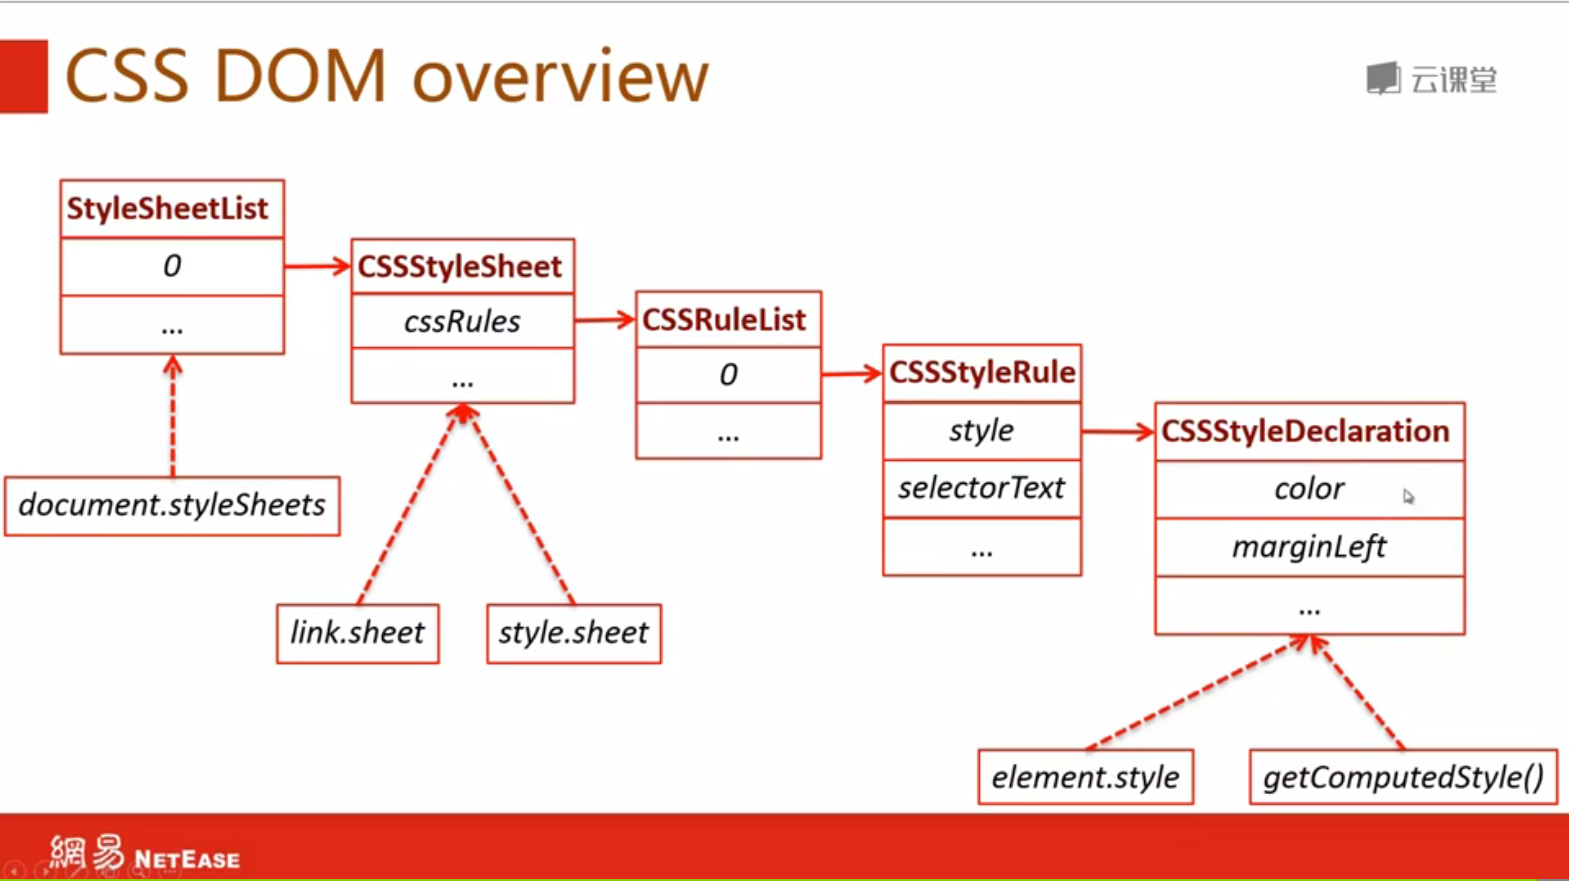 CSS DOM overview
云课堂
StyleSheetList
0
...
CSSStyleSheet
cssRules
...
CSSRuleList
0
...
CSSStyleRule
style
selectorText
...
CSSStyleDeclaration
color
marginLeft
...
document.styleSheets
link.sheet
style.sheet
element.style
getComputedStyle()
網易 NETEASE